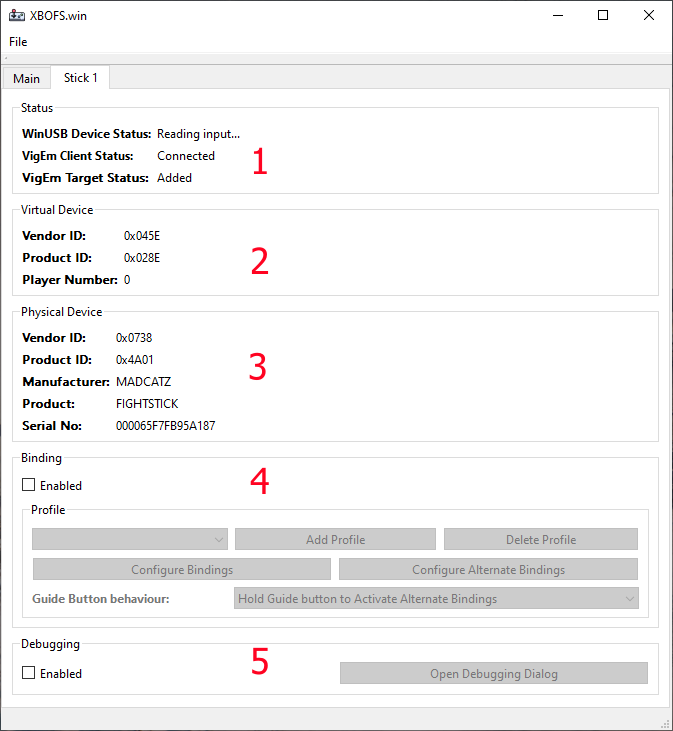 XBOFS.win
File
Main Stick 1
Status
WinUSB Device Status: Reading input...
VigEm Client Status: Connected
VigEm Target Status: Added
1
Virtual Device
Vendor ID: 0x045E
Product ID: 0x028E
Player Number: 0
2
Physical Device
Vendor ID: 0x0738
Product ID: 0x4A01
Manufacturer: MADCATZ
Product: FIGHTSTICK
Serial No: 000065F7FB95A187
3
Binding
Enabled
4
Profile
Add Profile Delete Profile
Configure Bindings Configure Alternate Bindings
Guide Button behaviour: Hold Guide button to Activate Alternate Bindings
Debugging
5
Enabled Open Debugging Dialog